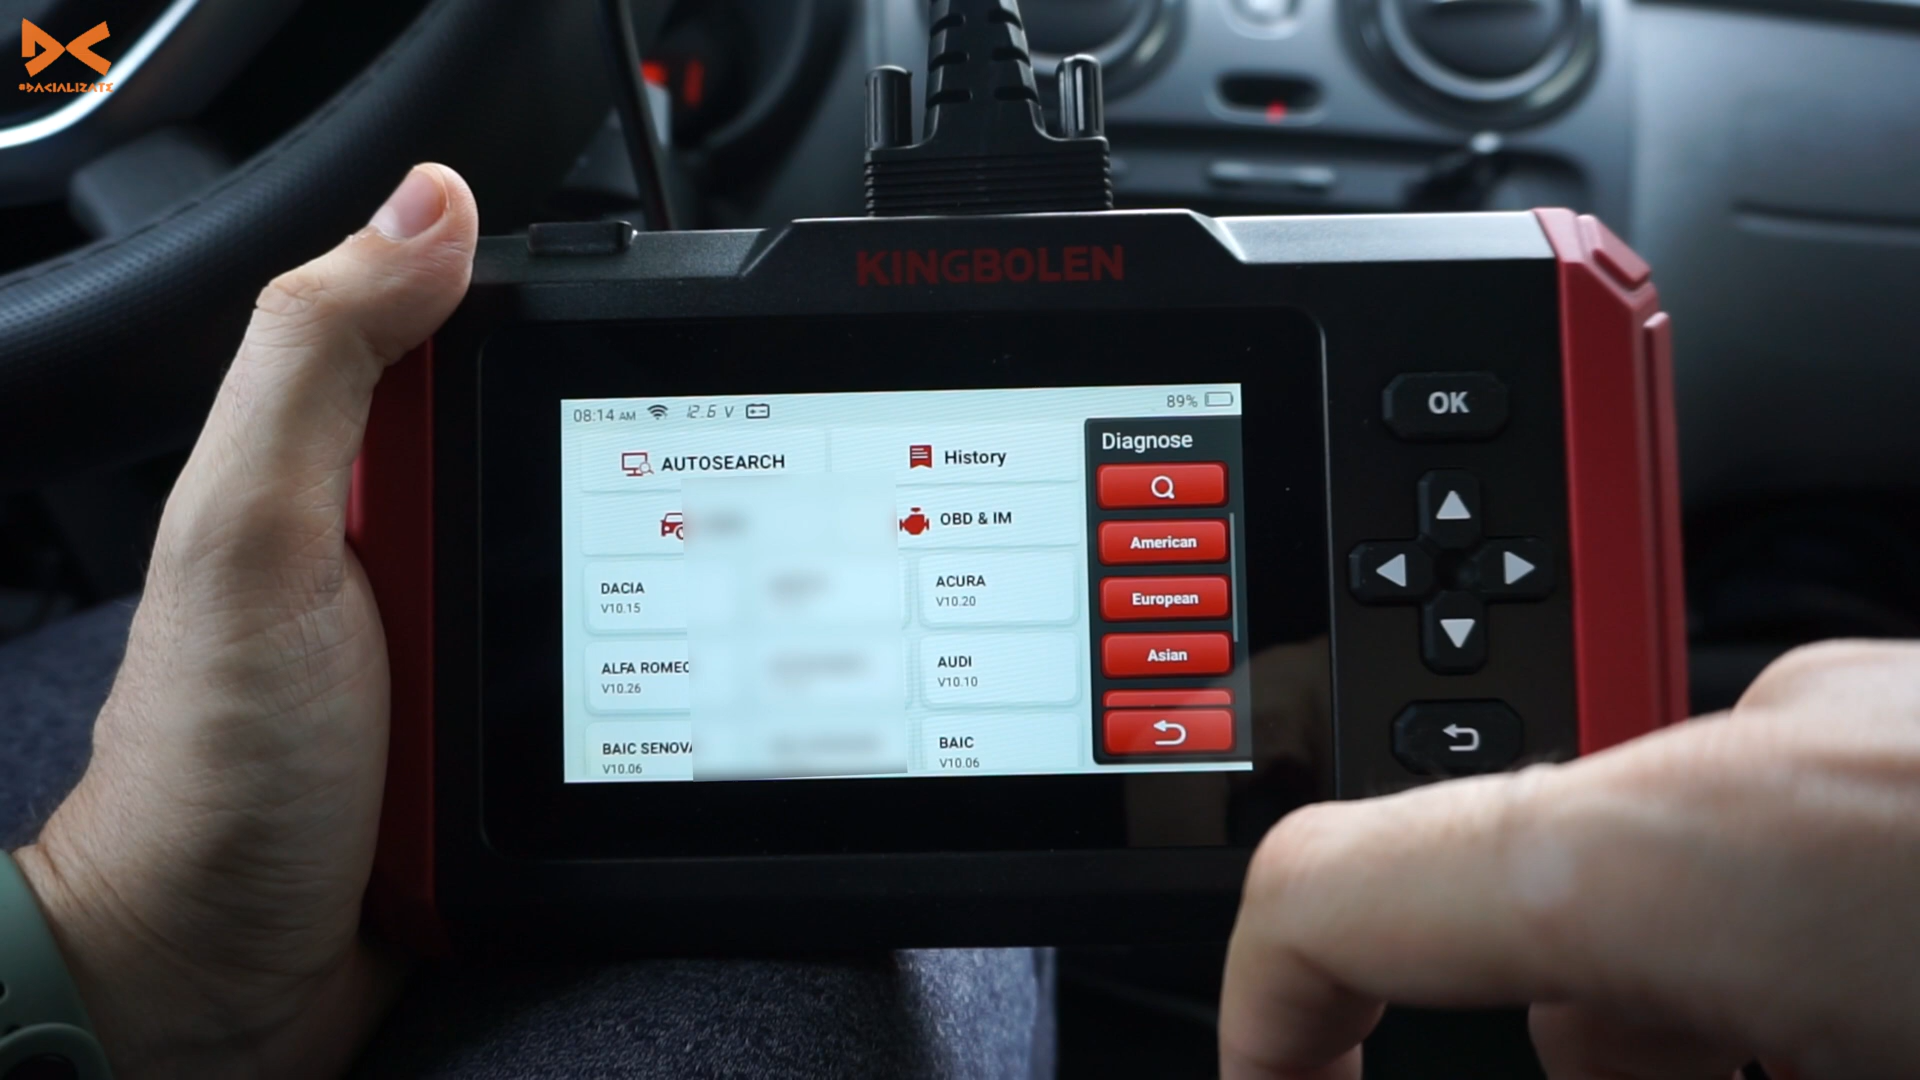 #DACIALIZATE
KINGBOLEN
08:14 AM 12.6 V 89%
AUTOSEARCH
History
Diagnose
OBD & IM
American
DACIA
V10.15
ACURA
V10.20
European
ALFA ROMEO
V10.26
AUDI
V10.10
Asian
BAIC SENOVA
V10.06
BAIC
V10.06
OK